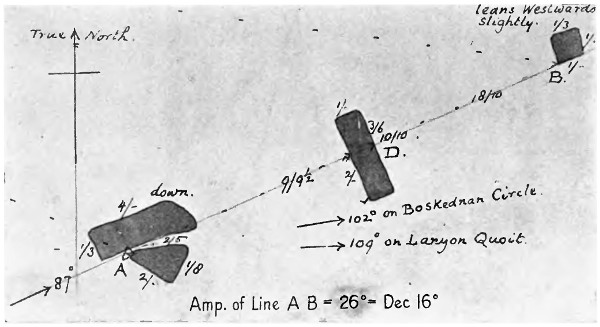 leans Westwards
slightly.
True North.
1/3
1/-
B.
1/-
18/10
1/-
3/6
10/10
D.
2/-
9/9½
down.
4/-
2/5
1/3
A
2/-
1/8
87°
102° on Boskednan Circle.
109° on Lanyon Quoit.
Amp. of Line A B = 26° = Dec 16°